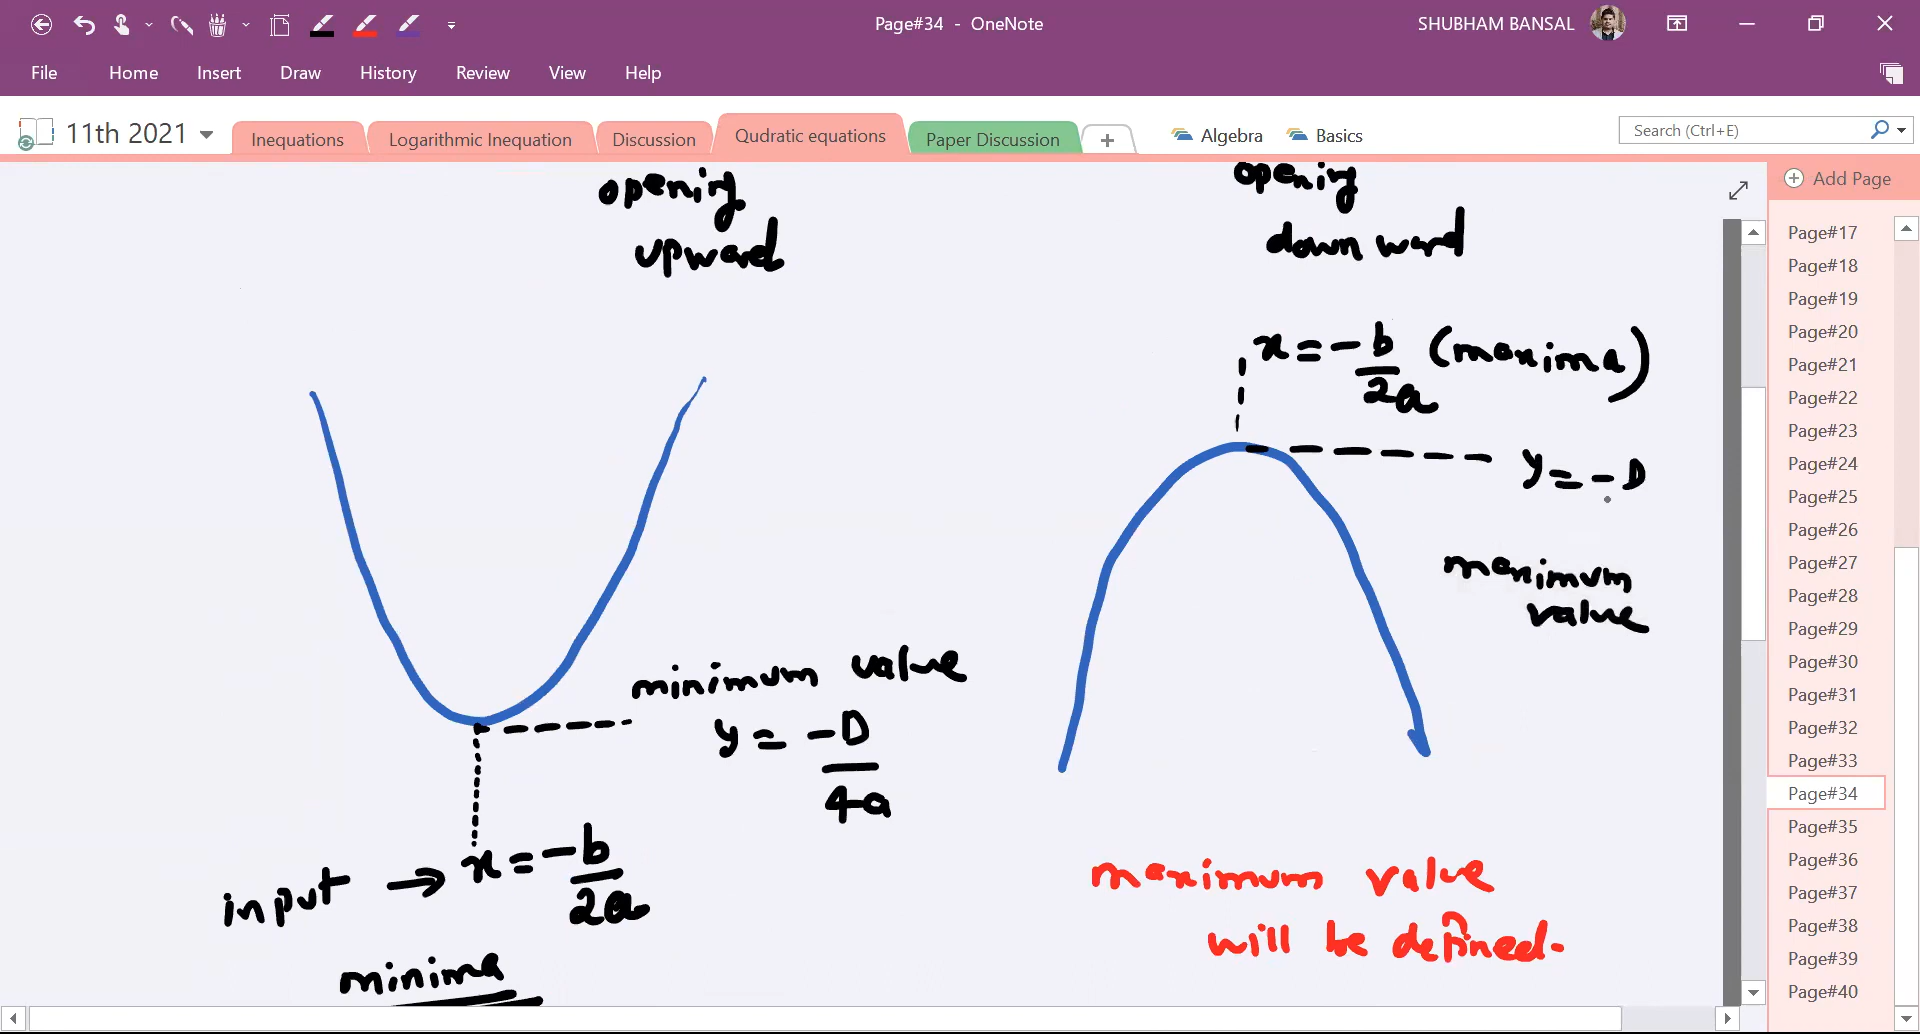 Page#34 - OneNote
SHUBHAM BANSAL
File Home Insert Draw History Review View Help
11th 2021
Inequations
Logarithmic Inequation
Discussion
Qudratic equations
Paper Discussion
+
Algebra
Basics
Search (Ctrl+E)
Add Page
Page#17
Page#18
Page#19
Page#20
Page#21
Page#22
Page#23
Page#24
Page#25
Page#26
Page#27
Page#28
Page#29
Page#30
Page#31
Page#32
Page#33
Page#34
Page#35
Page#36
Page#37
Page#38
Page#39
Page#40
opening
upward
minimum value
y = -D
4a
input → x = -b
2a
minima
opening
downward
x = -b (maxima)
2a
y = -D
maximum
value
maximum value
will be defined.